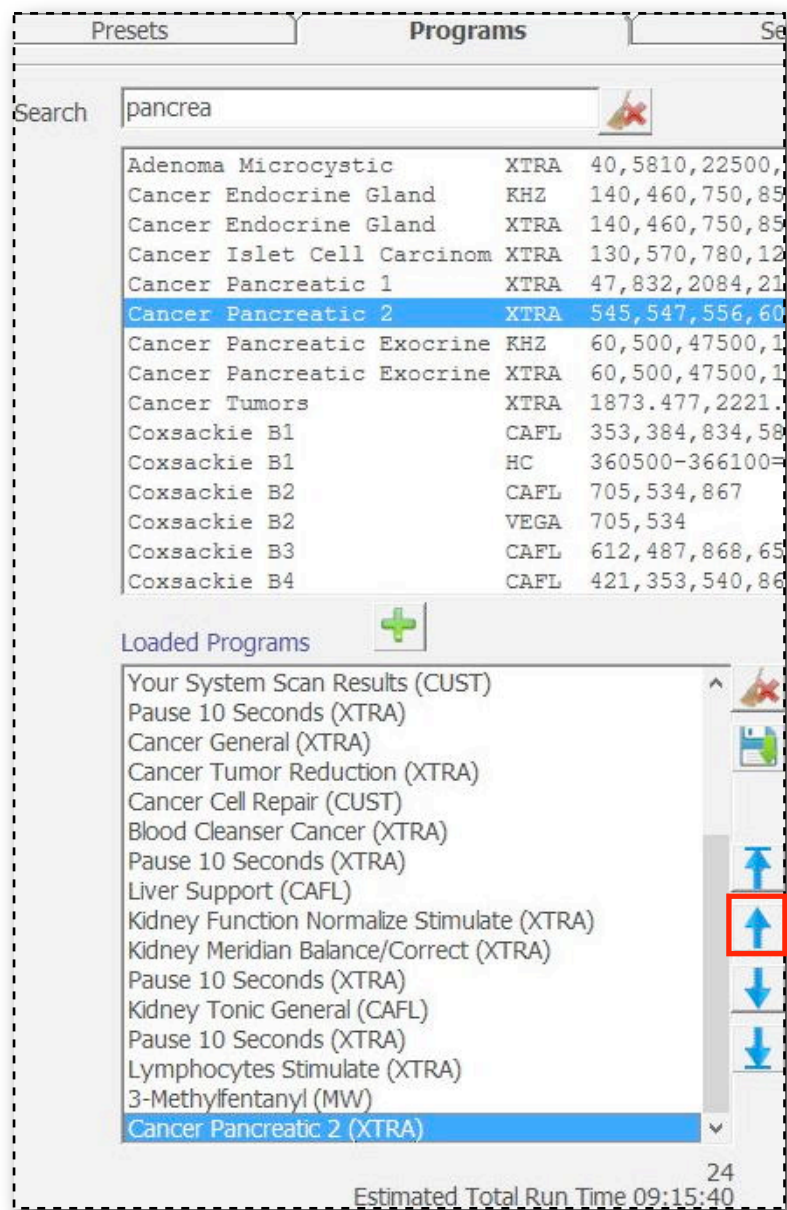 Presets Programs Se
Search pancrea
Adenoma Microcystic XTRA 40,5810,22500,
Cancer Endocrine Gland KHZ 140,460,750,85
Cancer Endocrine Gland XTRA 140,460,750,85
Cancer Islet Cell Carcinom XTRA 130,570,780,12
Cancer Pancreatic 1 XTRA 47,832,2084,21
Cancer Pancreatic 2 XTRA 545,547,556,60
Cancer Pancreatic Exocrine KHZ 60,500,47500,1
Cancer Pancreatic Exocrine XTRA 60,500,47500,1
Cancer Tumors XTRA 1873.477,2221.
Coxsackie B1 CAFL 353,384,834,58
Coxsackie B1 HC 360500-366100=
Coxsackie B2 CAFL 705,534,867
Coxsackie B2 VEGA 705,534
Coxsackie B3 CAFL 612,487,868,65
Coxsackie B4 CAFL 421,353,540,86
Loaded Programs
Your System Scan Results (CUST)
Pause 10 Seconds (XTRA)
Cancer General (XTRA)
Cancer Tumor Reduction (XTRA)
Cancer Cell Repair (CUST)
Blood Cleanser Cancer (XTRA)
Pause 10 Seconds (XTRA)
Liver Support (CAFL)
Kidney Function Normalize Stimulate (XTRA)
Kidney Meridian Balance/Correct (XTRA)
Pause 10 Seconds (XTRA)
Kidney Tonic General (CAFL)
Pause 10 Seconds (XTRA)
Lymphocytes Stimulate (XTRA)
3-Methylfentanyl (MW)
Cancer Pancreatic 2 (XTRA)
24
Estimated Total Run Time 09:15:40